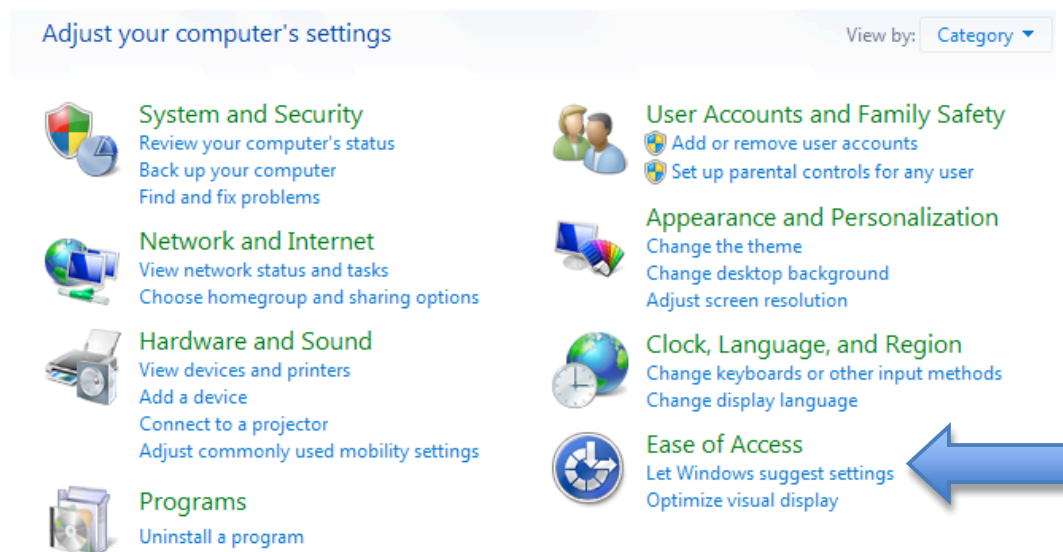 Adjust your computer's settings
View by: Category
System and Security
Review your computer's status
Back up your computer
Find and fix problems
Network and Internet
View network status and tasks
Choose homegroup and sharing options
Hardware and Sound
View devices and printers
Add a device
Connect to a projector
Adjust commonly used mobility settings
Programs
Uninstall a program
User Accounts and Family Safety
Add or remove user accounts
Set up parental controls for any user
Appearance and Personalization
Change the theme
Change desktop background
Adjust screen resolution
Clock, Language, and Region
Change keyboards or other input methods
Change display language
Ease of Access
Let Windows suggest settings
Optimize visual display